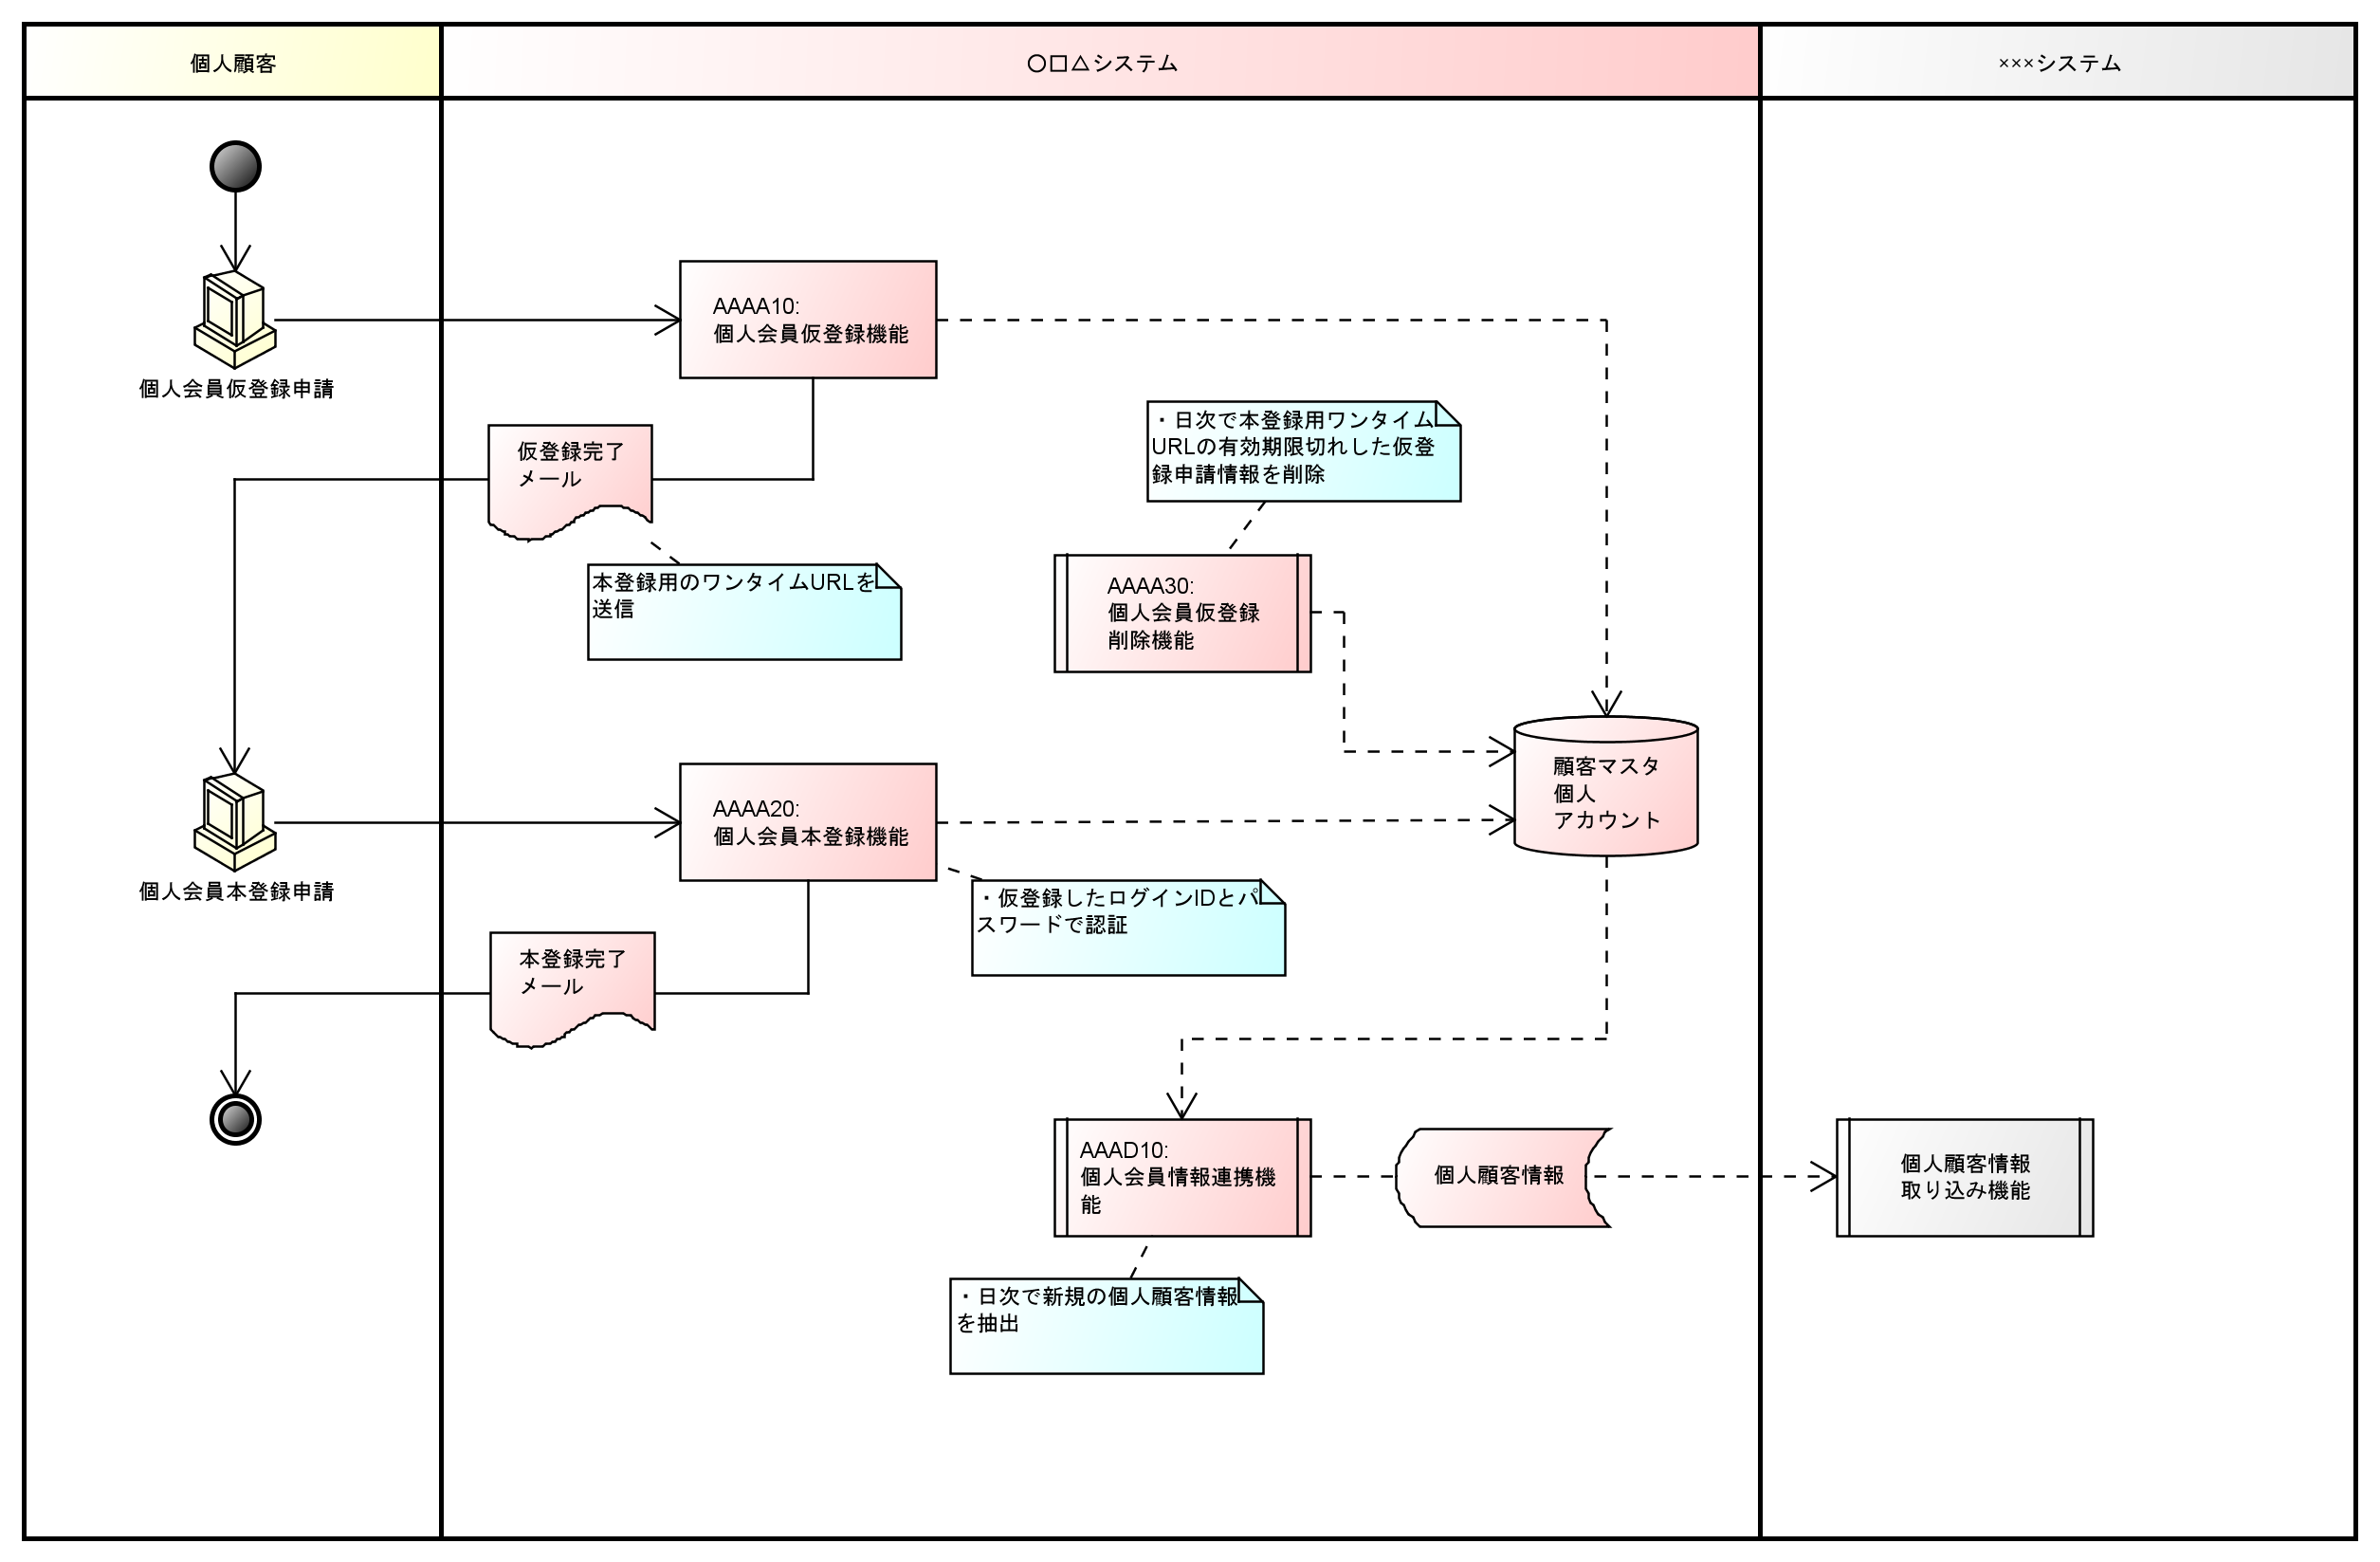 個人顧客
〇□△システム
×××システム
AAAA10:
個人会員仮登録機能
個人会員仮登録申請
・日次で本登録用ワンタイム
URLの有効期限切れした仮登
録申請情報を削除
仮登録完了
メール
本登録用のワンタイムURLを
送信
AAAA30:
個人会員仮登録
削除機能
顧客マスタ
個人
アカウント
AAAA20:
個人会員本登録機能
個人会員本登録申請
・仮登録したログインIDとパ
スワードで認証
本登録完了
メール
AAAD10:
個人会員情報連携機
能
個人顧客情報
個人顧客情報
取り込み機能
・日次で新規の個人顧客情報
を抽出